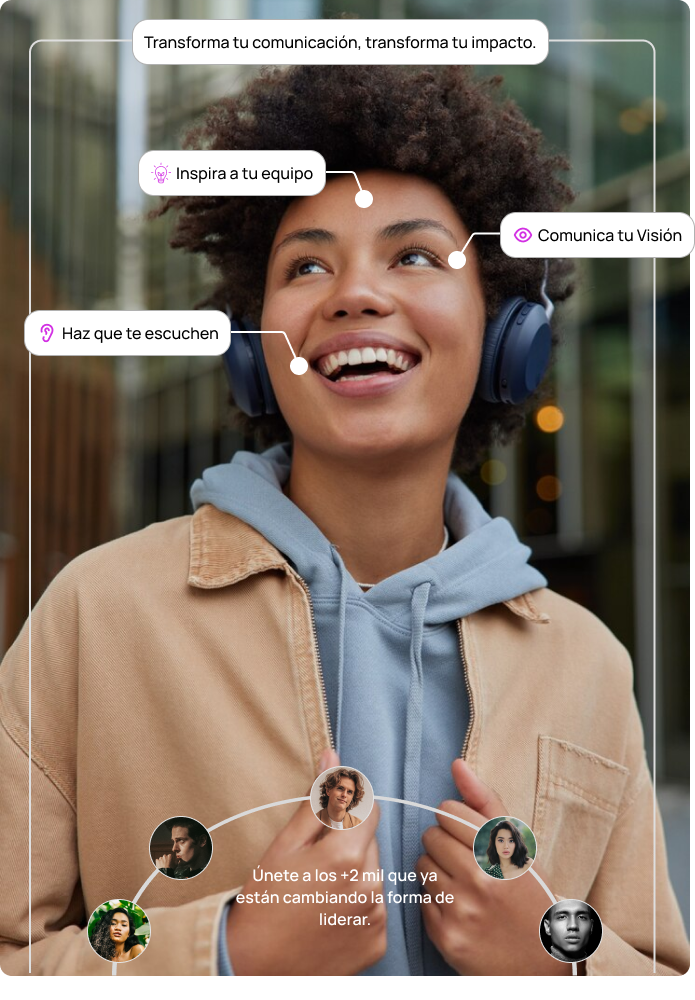 Transforma tu comunicación, transforma tu impacto.
Inspira a tu equipo
Comunica tu Visión
Haz que te escuchen
Únete a los +2 mil que ya
están cambiando la forma de
liderar.